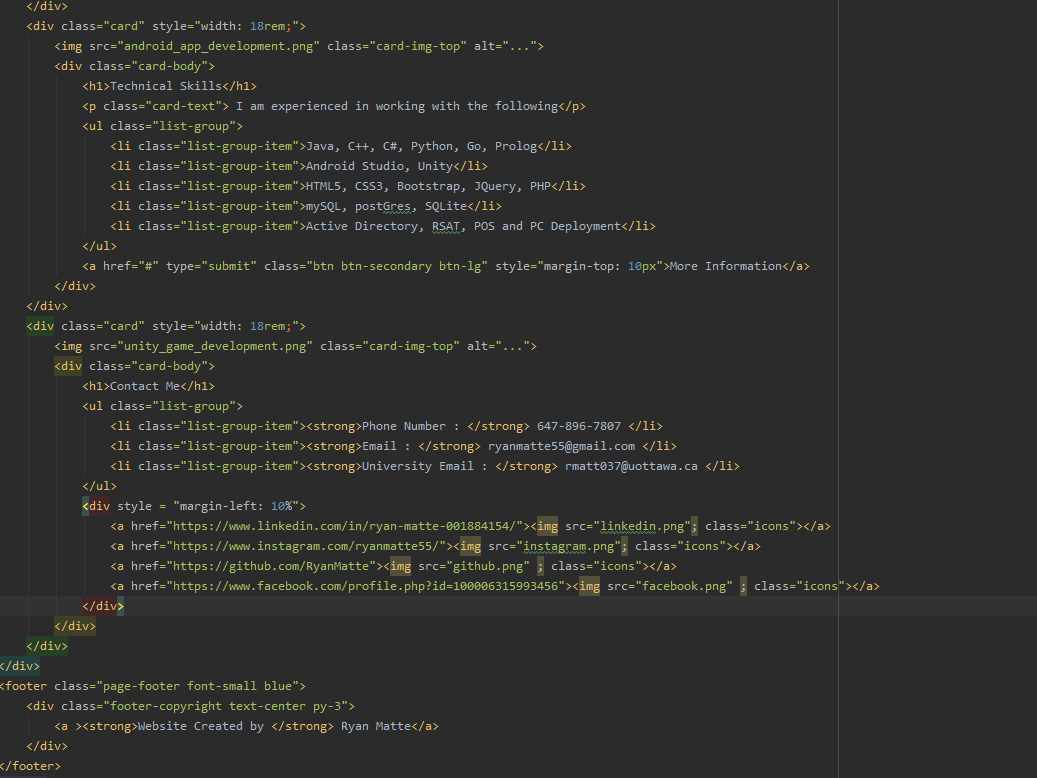 </div>
<div class="card" style="width: 18rem;">
<img src="android_app_development.png" class="card-img-top" alt="...">
<div class="card-body">
<h1>Technical Skills</h1>
<p class="card-text"> I am experienced in working with the following</p>
<ul class="list-group">
<li class="list-group-item">Java, C++, C#, Python, Go, Prolog</li>
<li class="list-group-item">Android Studio, Unity</li>
<li class="list-group-item">HTML5, CSS3, Bootstrap, JQuery, PHP</li>
<li class="list-group-item">mySQL, postGres, SQLite</li>
<li class="list-group-item">Active Directory, RSAT, POS and PC Deployment</li>
</ul>
<a href="#" type="submit" class="btn btn-secondary btn-lg" style="margin-top: 10px">More Information</a>
</div>
</div>
<div class="card" style="width: 18rem;">
<img src="unity_game_development.png" class="card-img-top" alt="...">
<div class="card-body">
<h1>Contact Me</h1>
<ul class="list-group">
<li class="list-group-item"><strong>Phone Number : </strong> 647-896-7807 </li>
<li class="list-group-item"><strong>Email : </strong> ryanmatte55@gmail.com </li>
<li class="list-group-item"><strong>University Email : </strong> rmatt037@uottawa.ca </li>
</ul>
<div style = "margin-left: 10%">
<a href="https://www.linkedin.com/in/ryan-matte-001884154/"><img src="linkedin.png"; class="icons"></a>
<a href="https://www.instagram.com/ryanmatte55/"><img src="instagram.png"; class="icons"></a>
<a href="https://github.com/RyanMatte"><img src="github.png" ; class="icons"></a>
<a href="https://www.facebook.com/profile.php?id=100006315993456"><img src="facebook.png" ; class="icons"></a>
</div>
</div>
</div>
</div>
<footer class="page-footer font-small blue">
<div class="footer-copyright text-center py-3">
<a ><strong>Website Created by </strong> Ryan Matte</a>
</div>
</footer>